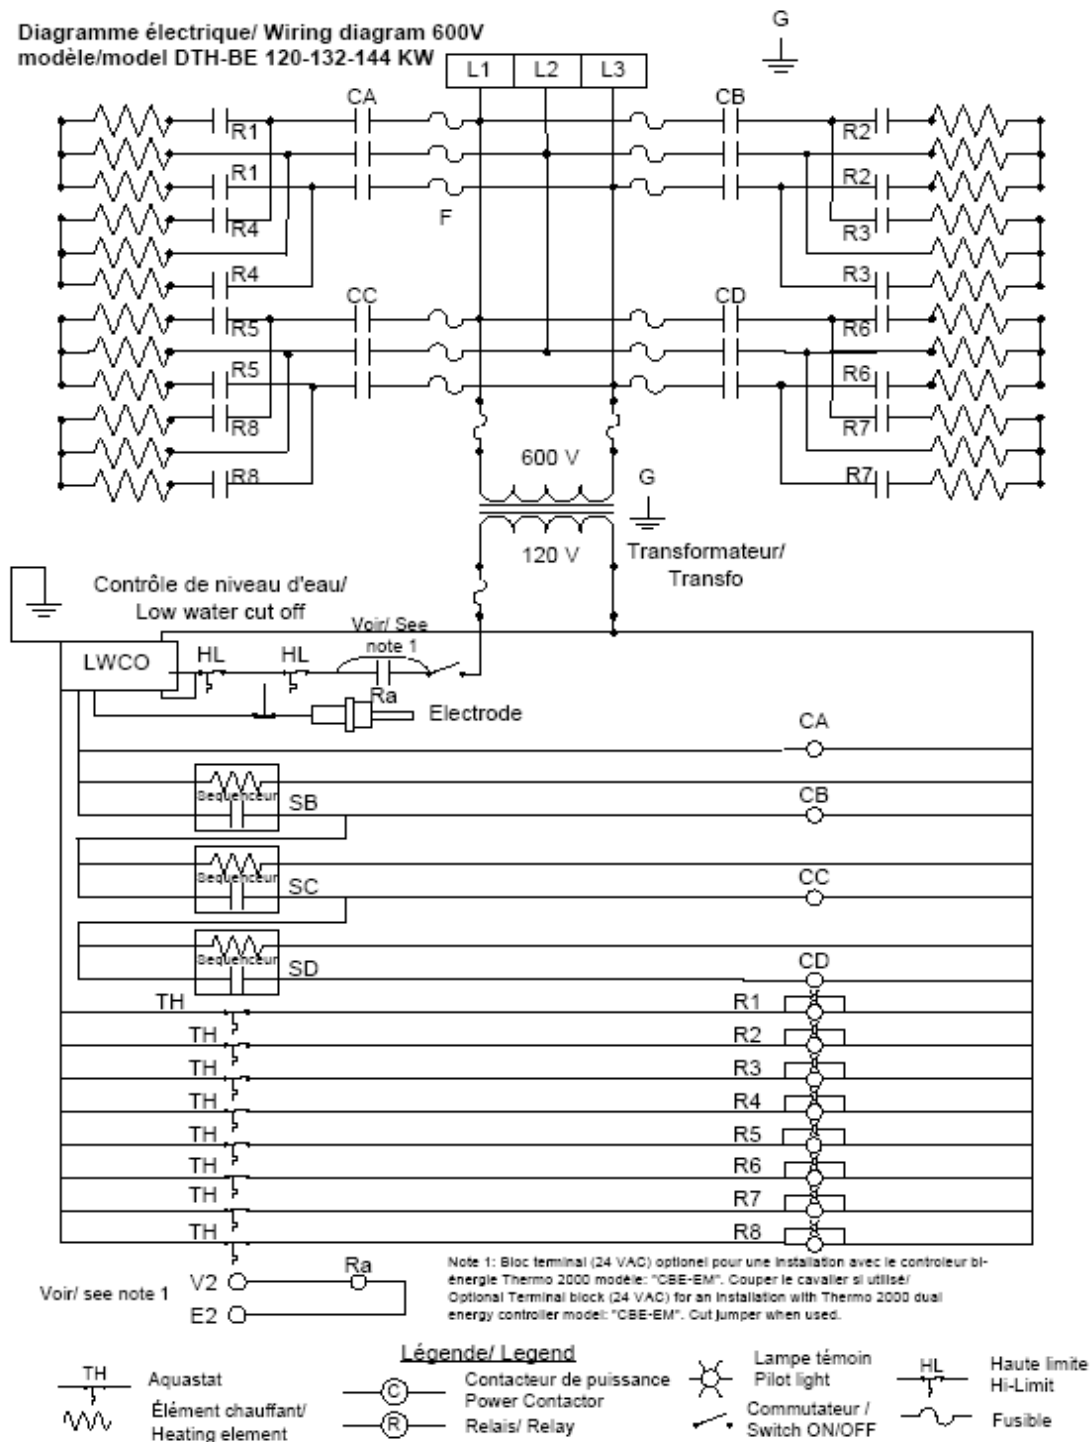 Diagramme électrique/ Wiring diagram 600V
modèle/model DTH-BE 120-132-144 KW
G
L1 L2 L3
CA CB
R1 R2
R1 R2
F
R4 R3
R4 R3
CC CD
R5 R6
R5 R6
R8 R7
R8 R7
600 V
G
120 V
Transformateur/
Transfo
Contrôle de niveau d'eau/
Low water cut off
Voir/ See
note 1
LWCO HL HL
Ra
Electrode
CA
Sequenceur SB CB
Sequenceur SC CC
Sequenceur SD CD
TH R1
TH R2
TH R3
TH R4
TH R5
TH R6
TH R7
TH R8
Voir/ see note 1
V2 Ra
E2
Note 1: Bloc terminal (24 VAC) optionel pour une installation avec le controleur bi-
énergie Thermo 2000 modèle: "CBE-EM". Couper le cavalier si utilisé/
Optional Terminal block (24 VAC) for an installation with Thermo 2000 dual
energy controller model: "CBE-EM". Cut jumper when used.
Légende/ Legend
TH Aquastat
Élément chauffant/
Heating element
C Contacteur de puissance
Power Contactor
R Relais/ Relay
Lampe témoin
Pilot light
Commutateur /
Switch ON/OFF
HL Haute limite
Hi-Limit
Fusible